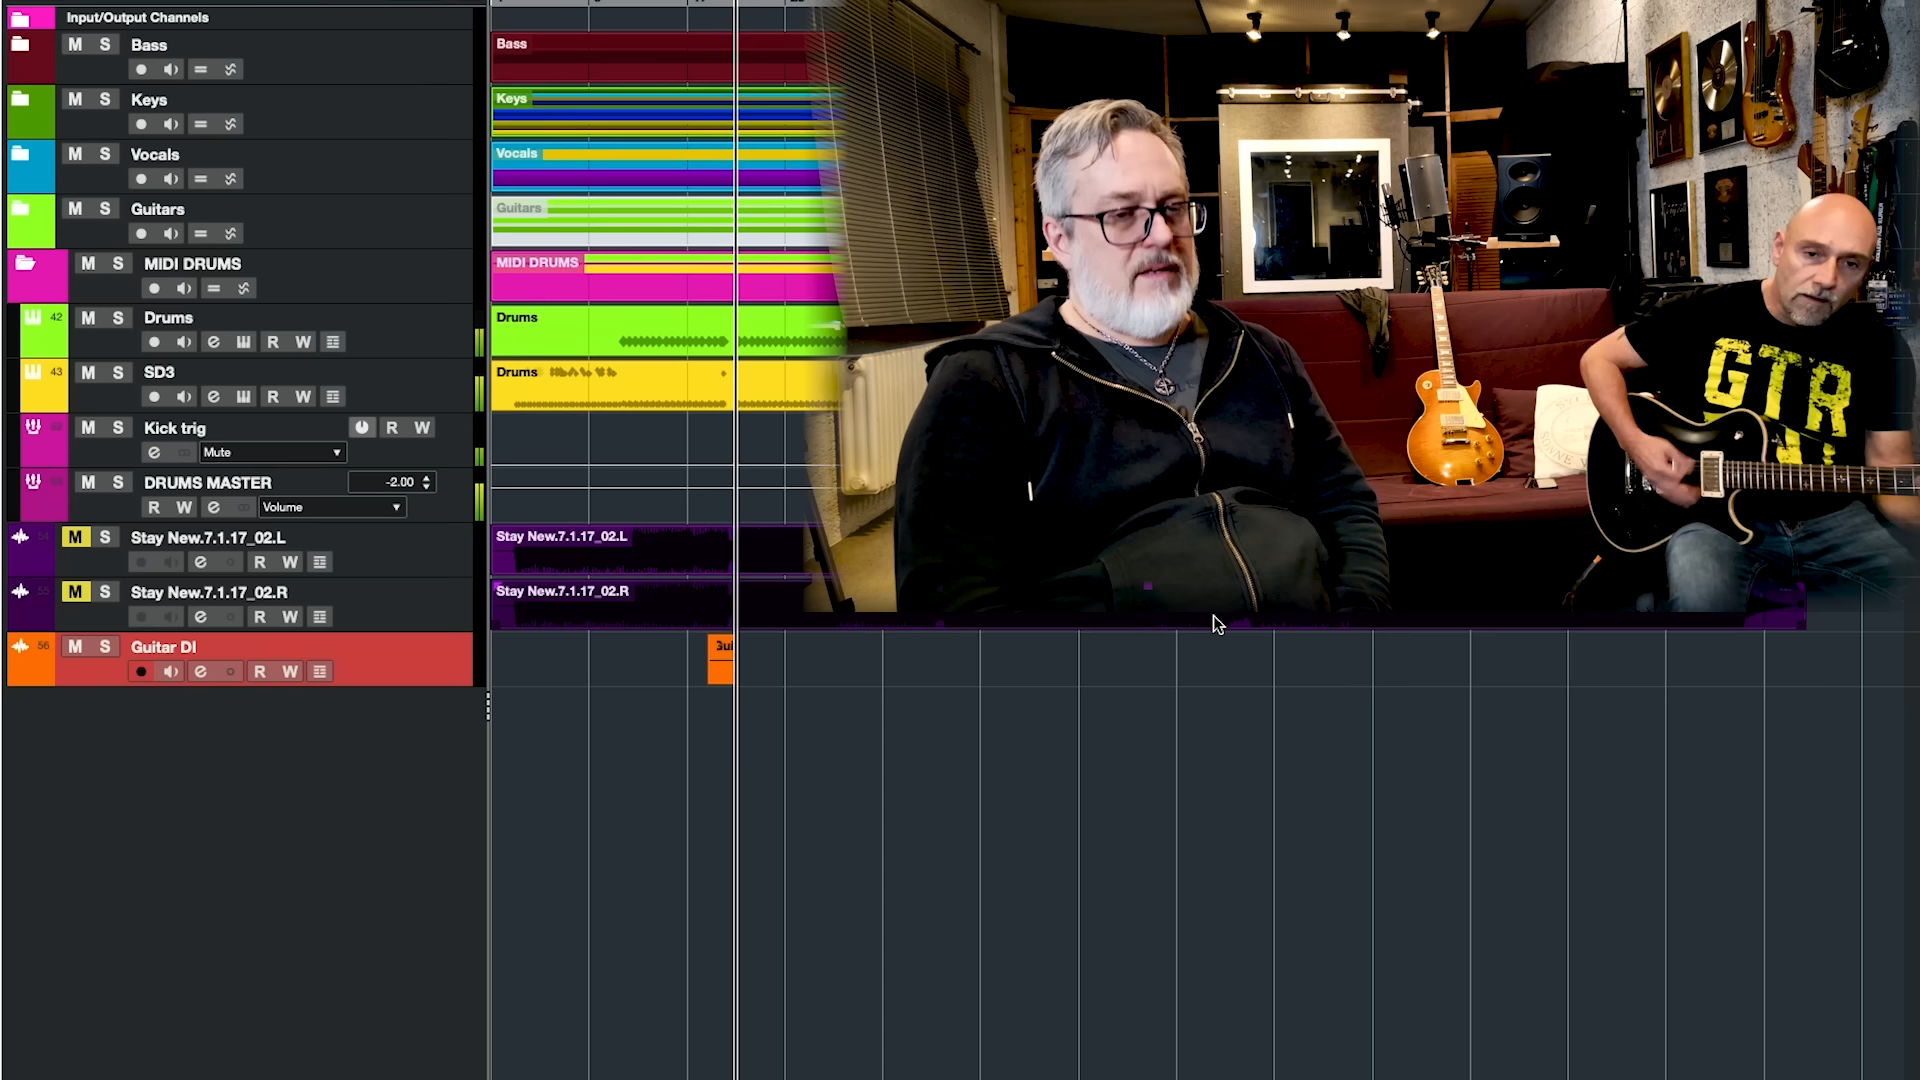 Input/Output Channels
M S Bass
M S Keys
M S Vocals
M S Guitars
M S MIDI DRUMS
42 M S Drums
R W
43 M S SD3
R W
M S Kick trig R W
Mute
M S DRUMS MASTER -2.00
R W Volume
54 M S Stay New.7.1.17_02.L
R W
55 M S Stay New.7.1.17_02.R
R W
56 M S Guitar DI
R W
Bass
Keys
Vocals
Guitars
MIDI DRUMS
Drums
Drums
Stay New.7.1.17_02.L
Stay New.7.1.17_02.R
GTR